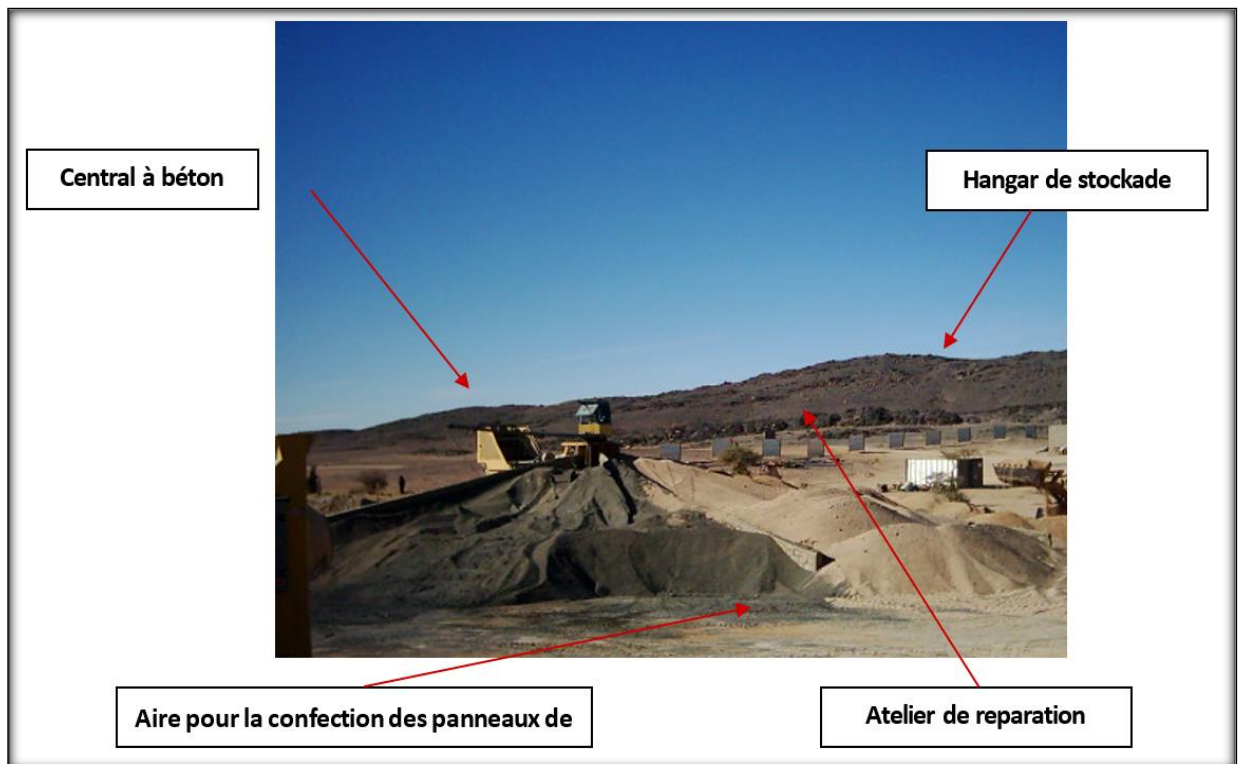 Central à béton
Hangar de stockade
Aire pour la confection des panneaux de
Atelier de reparation